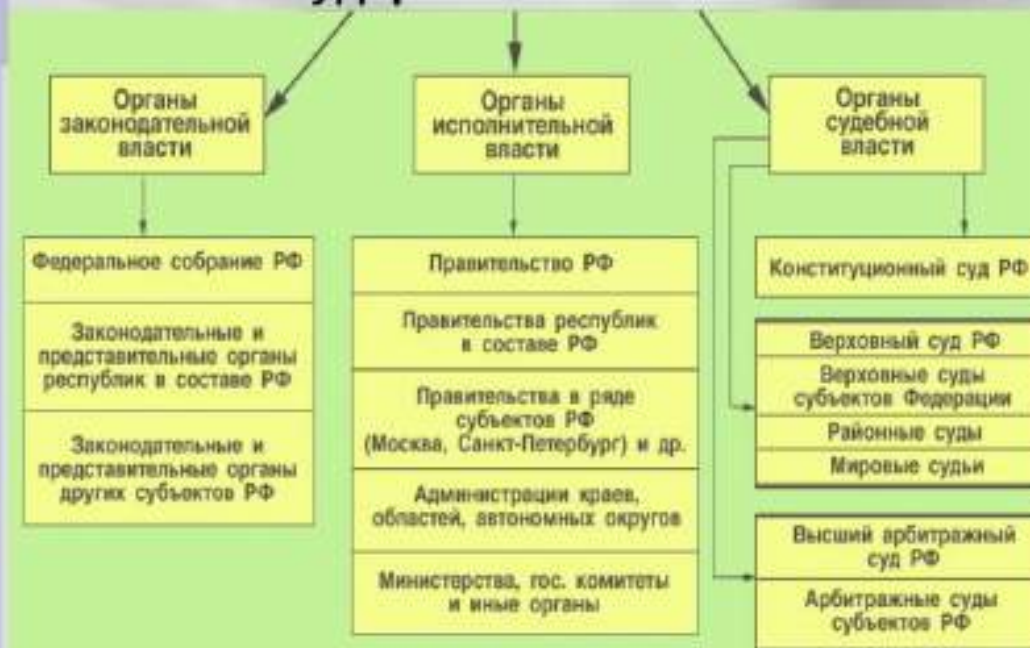 Органы
законодательной
власти
Органы
исполнительной
власти
Органы
судебной
власти
Федеральное собрание РФ
Законодательные и
представительные органы
республик в составе РФ
Законодательные и
представительные органы
других субъектов РФ
Правительство РФ
Правительства республик
в составе РФ
Правительства в ряде
субъектов РФ
(Москва, Санкт-Петербург) и др.
Администрации краев,
областей, автономных округов
Министерства, гос. комитеты
и иные органы
Конституционный суд РФ
Верховный суд РФ
Верховные суды
субъектов Федерации
Районные суды
Мировые судьи
Высший арбитражный
суд РФ
Арбитражные суды
субъектов РФ